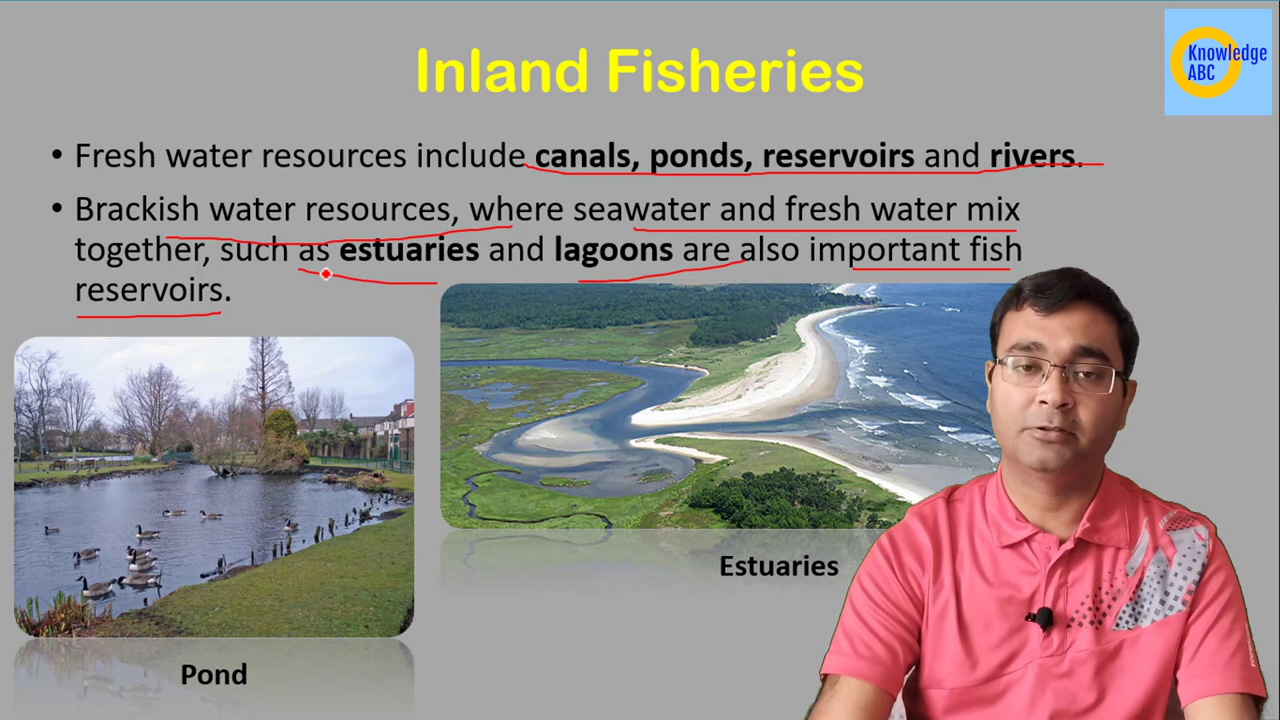 Inland Fisheries
Knowledge
ABC
• Fresh water resources include canals, ponds, reservoirs and rivers.
• Brackish water resources, where seawater and fresh water mix
together, such as estuaries and lagoons are also important fish
reservoirs.
Estuaries
Pond